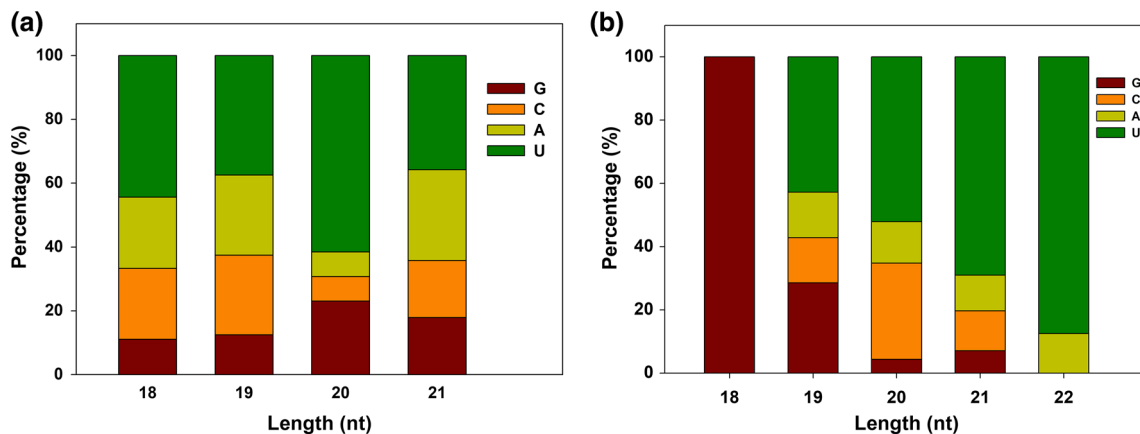 (a)
Percentage (%)
100
80
60
40
20
0
18 19 20 21
Length (nt)
G
C
A
U
(b)
Percentage (%)
100
80
60
40
20
0
18 19 20 21 22
Length (nt)
G
C
A
U